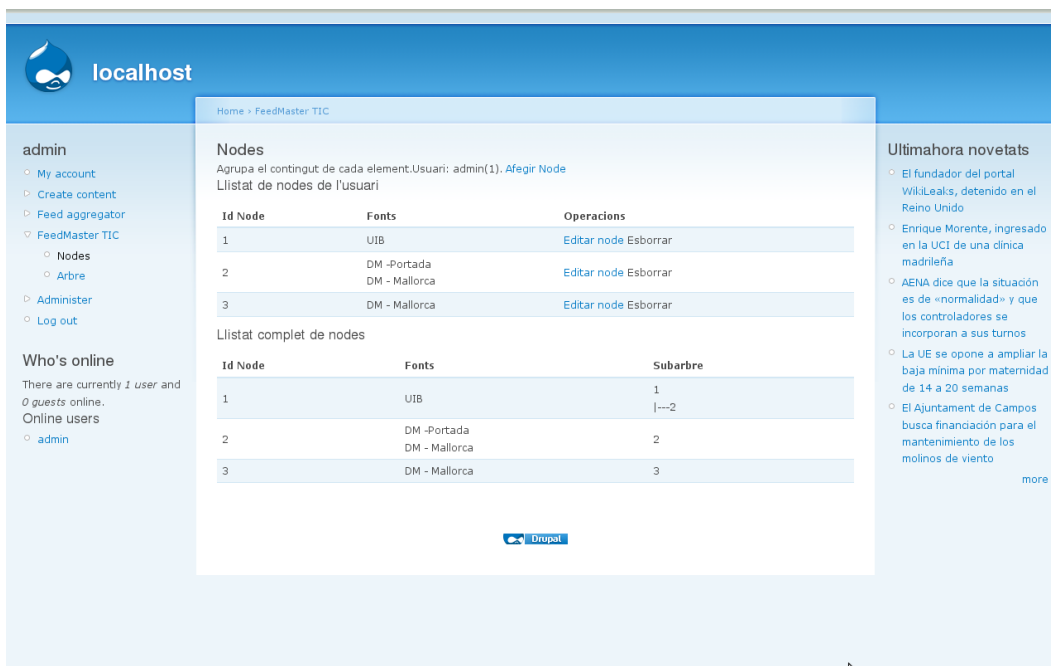 localhost
Home › FeedMaster TIC
admin
My account
Create content
Feed aggregator
FeedMaster TIC
Nodes
Arbre
Administer
Log out
Who's online
There are currently 1 user and
0 guests online.
Online users
admin
Nodes
Agrupa el contingut de cada element.Usuari: admin(1). Afegir Node
Llistat de nodes de l'usuari
Id Node Fonts Operacions
1 UIB Editar node Esborrar
2 DM -Portada
DM - Mallorca Editar node Esborrar
3 DM - Mallorca Editar node Esborrar
Llistat complet de nodes
Id Node Fonts Subarbre
1 UIB 1
|---2
2 DM -Portada
DM - Mallorca 2
3 DM - Mallorca 3
Drupal
Ultimahora novetats
El fundador del portal
WikiLeaks, detenido en el
Reino Unido
Enrique Morente, ingresado
en la UCI de una clínica
madrileña
AENA dice que la situación
es de «normalidad» y que
los controladores se
incorporan a sus turnos
La UE se opone a ampliar la
baja mínima por maternidad
de 14 a 20 semanas
El Ajuntament de Campos
busca financiación para el
mantenimiento de los
molinos de viento
more